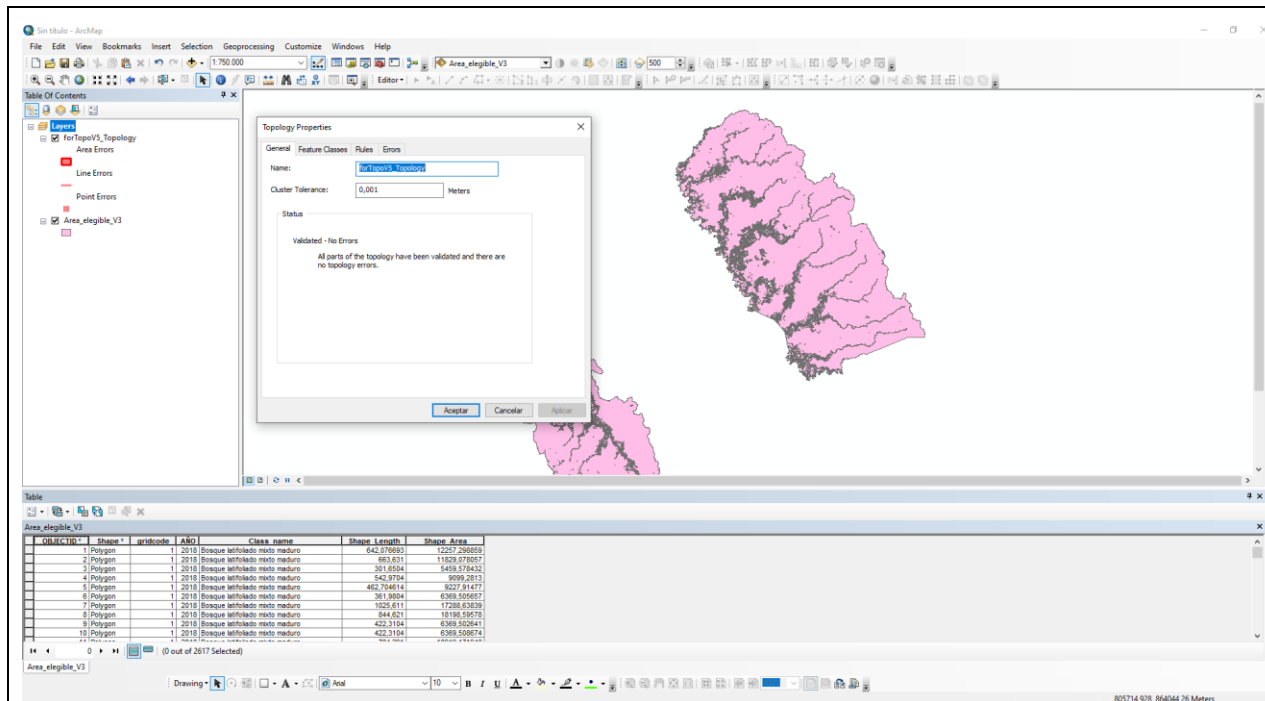 Sin título - ArcMap
File Edit View Bookmarks Insert Selection Geoprocessing Customize Windows Help
1:750.000 Area_elegible_V3 500
Editor
Table Of Contents
Layers
forTopoV5_Topology
Area Errors
Line Errors
Point Errors
Area_elegible_V3
Topology Properties
General Feature Classes Rules Errors
Name: forTopoV5_Topology
Cluster Tolerance: 0,001 Meters
Status
Validated - No Errors
All parts of the topology have been validated and there are
no topology errors.
Aceptar Cancelar Aplicar
Table
Area_elegible_V3
OBJECTID * Shape * gridcode AÑO Class_name Shape_Length Shape_Area
1 Polygon 1 2018 Bosque latifoliado mixto maduro 642,076693 12257,298859
2 Polygon 1 2018 Bosque latifoliado mixto maduro 663,631 11829,078057
3 Polygon 1 2018 Bosque latifoliado mixto maduro 301,6504 5459,578432
4 Polygon 1 2018 Bosque latifoliado mixto maduro 542,9704 9099,2813
5 Polygon 1 2018 Bosque latifoliado mixto maduro 462,704614 9227,91477
6 Polygon 1 2018 Bosque latifoliado mixto maduro 361,9804 6369,505657
7 Polygon 1 2018 Bosque latifoliado mixto maduro 1025,611 17288,63839
8 Polygon 1 2018 Bosque latifoliado mixto maduro 844,621 18198,59578
9 Polygon 1 2018 Bosque latifoliado mixto maduro 422,3104 6369,502641
10 Polygon 1 2018 Bosque latifoliado mixto maduro 422,3104 6369,508674
0 (0 out of 2617 Selected)
Area_elegible_V3
Drawing A Arial 10 B I U A
805714,928 864044,26 Meters